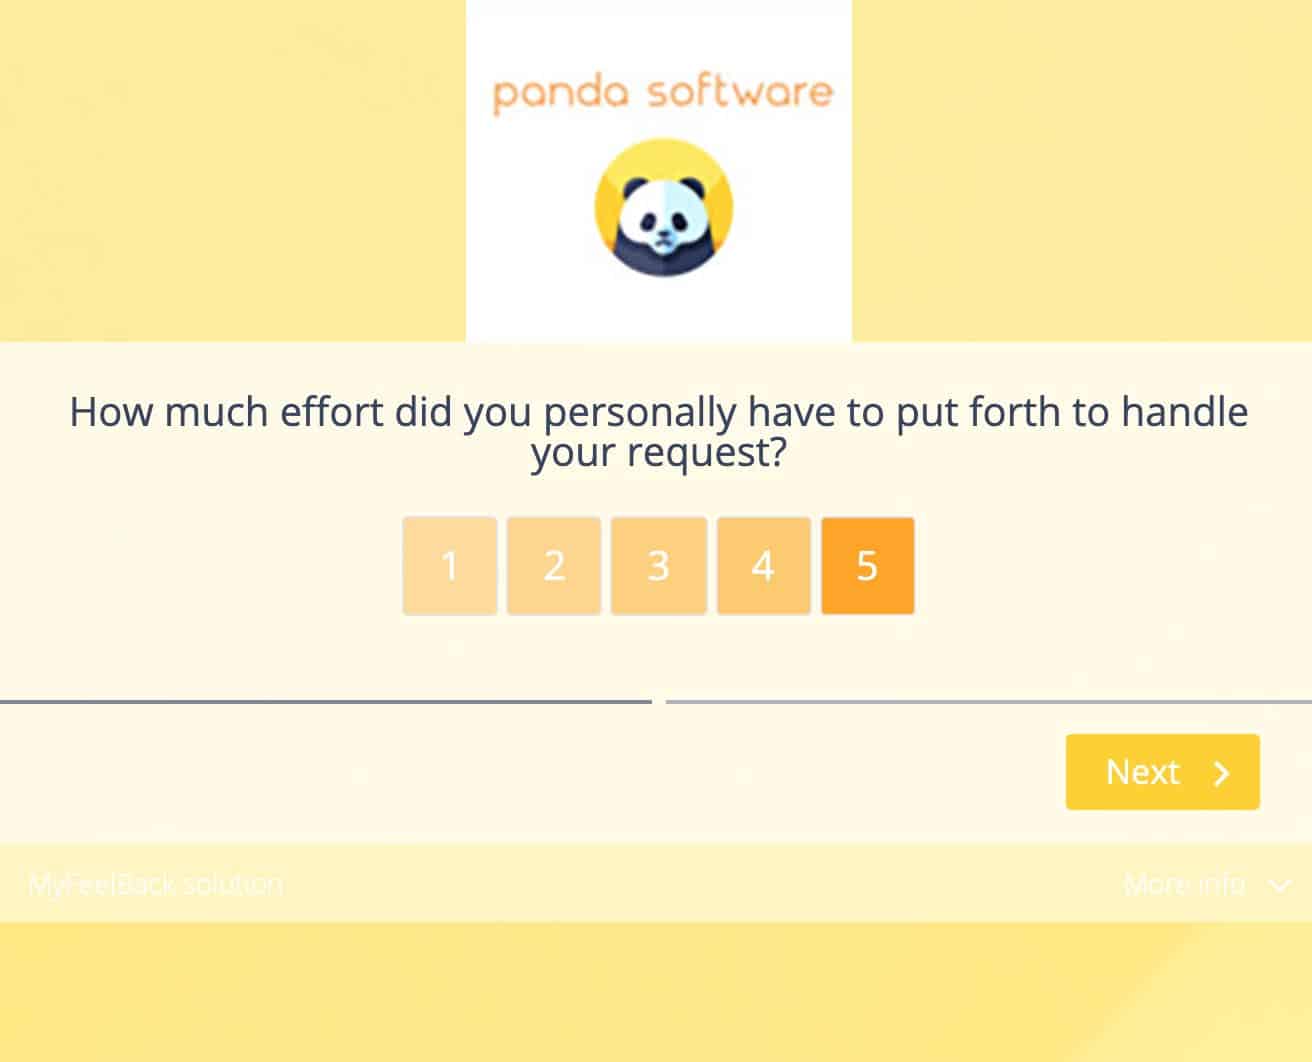 panda software
How much effort did you personally have to put forth to handle
your request?
1 2 3 4 5
Next
MyFeelBack solution
More info